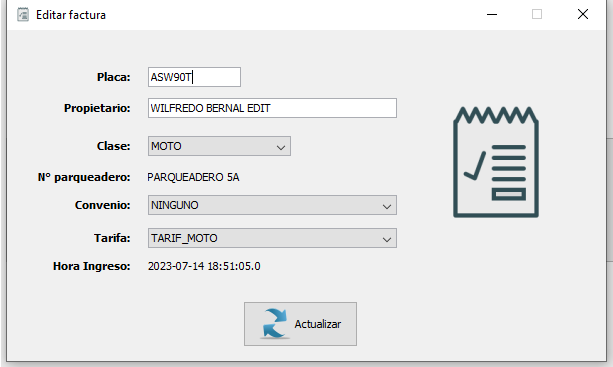 Editar factura
Placa: ASW90T
Propietario: WILFREDO BERNAL EDIT
Clase: MOTO
N° parqueadero: PARQUEADERO 5A
Convenio: NINGUNO
Tarifa: TARIF_MOTO
Hora Ingreso: 2023-07-14 18:51:05.0
Actualizar